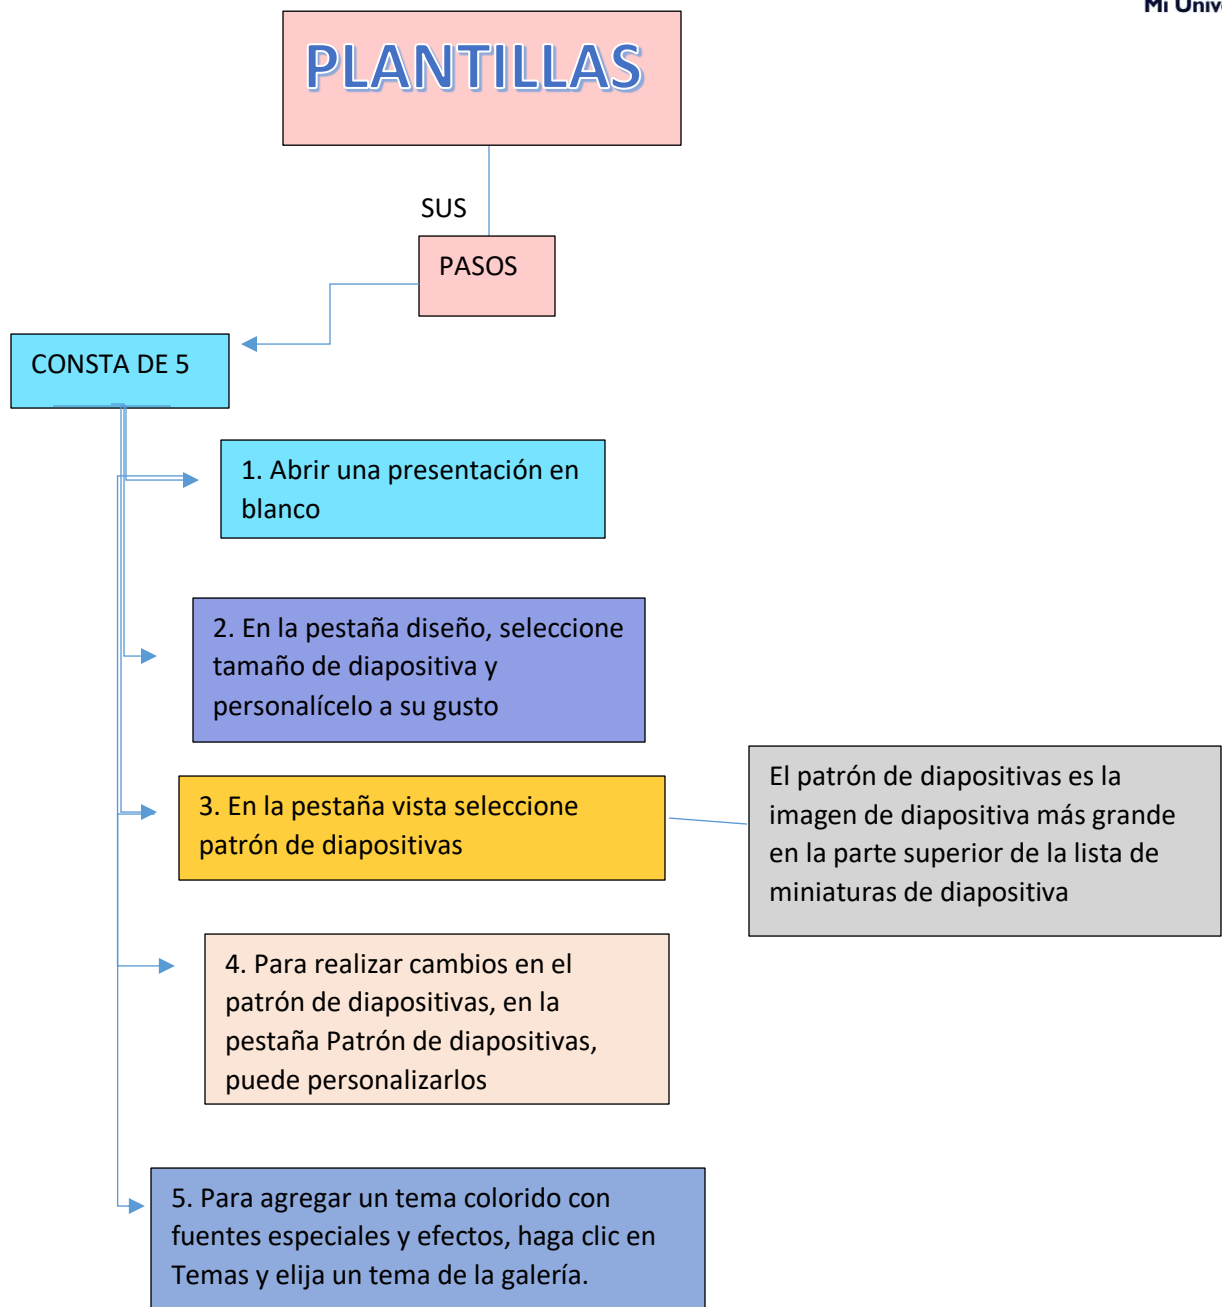 Mi Univ
PLANTILLAS
SUS
PASOS
CONSTA DE 5
1. Abrir una presentación en
blanco
2. En la pestaña diseño, seleccione
tamaño de diapositiva y
personalícelo a su gusto
3. En la pestaña vista seleccione
patrón de diapositivas
El patrón de diapositivas es la
imagen de diapositiva más grande
en la parte superior de la lista de
miniaturas de diapositiva
4. Para realizar cambios en el
patrón de diapositivas, en la
pestaña Patrón de diapositivas,
puede personalizarlos
5. Para agregar un tema colorido con
fuentes especiales y efectos, haga clic en
Temas y elija un tema de la galería.